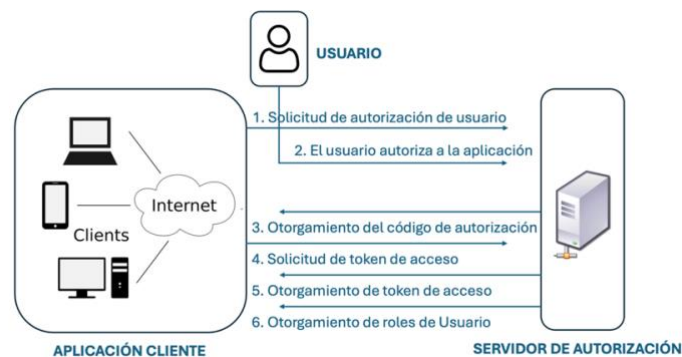 USUARIO
1. Solicitud de autorización de usuario
2. El usuario autoriza a la aplicación
Internet
Clients
3. Otorgamiento del código de autorización
4. Solicitud de token de acceso
5. Otorgamiento de token de acceso
6. Otorgamiento de roles de Usuario
APLICACIÓN CLIENTE
SERVIDOR DE AUTORIZACIÓN